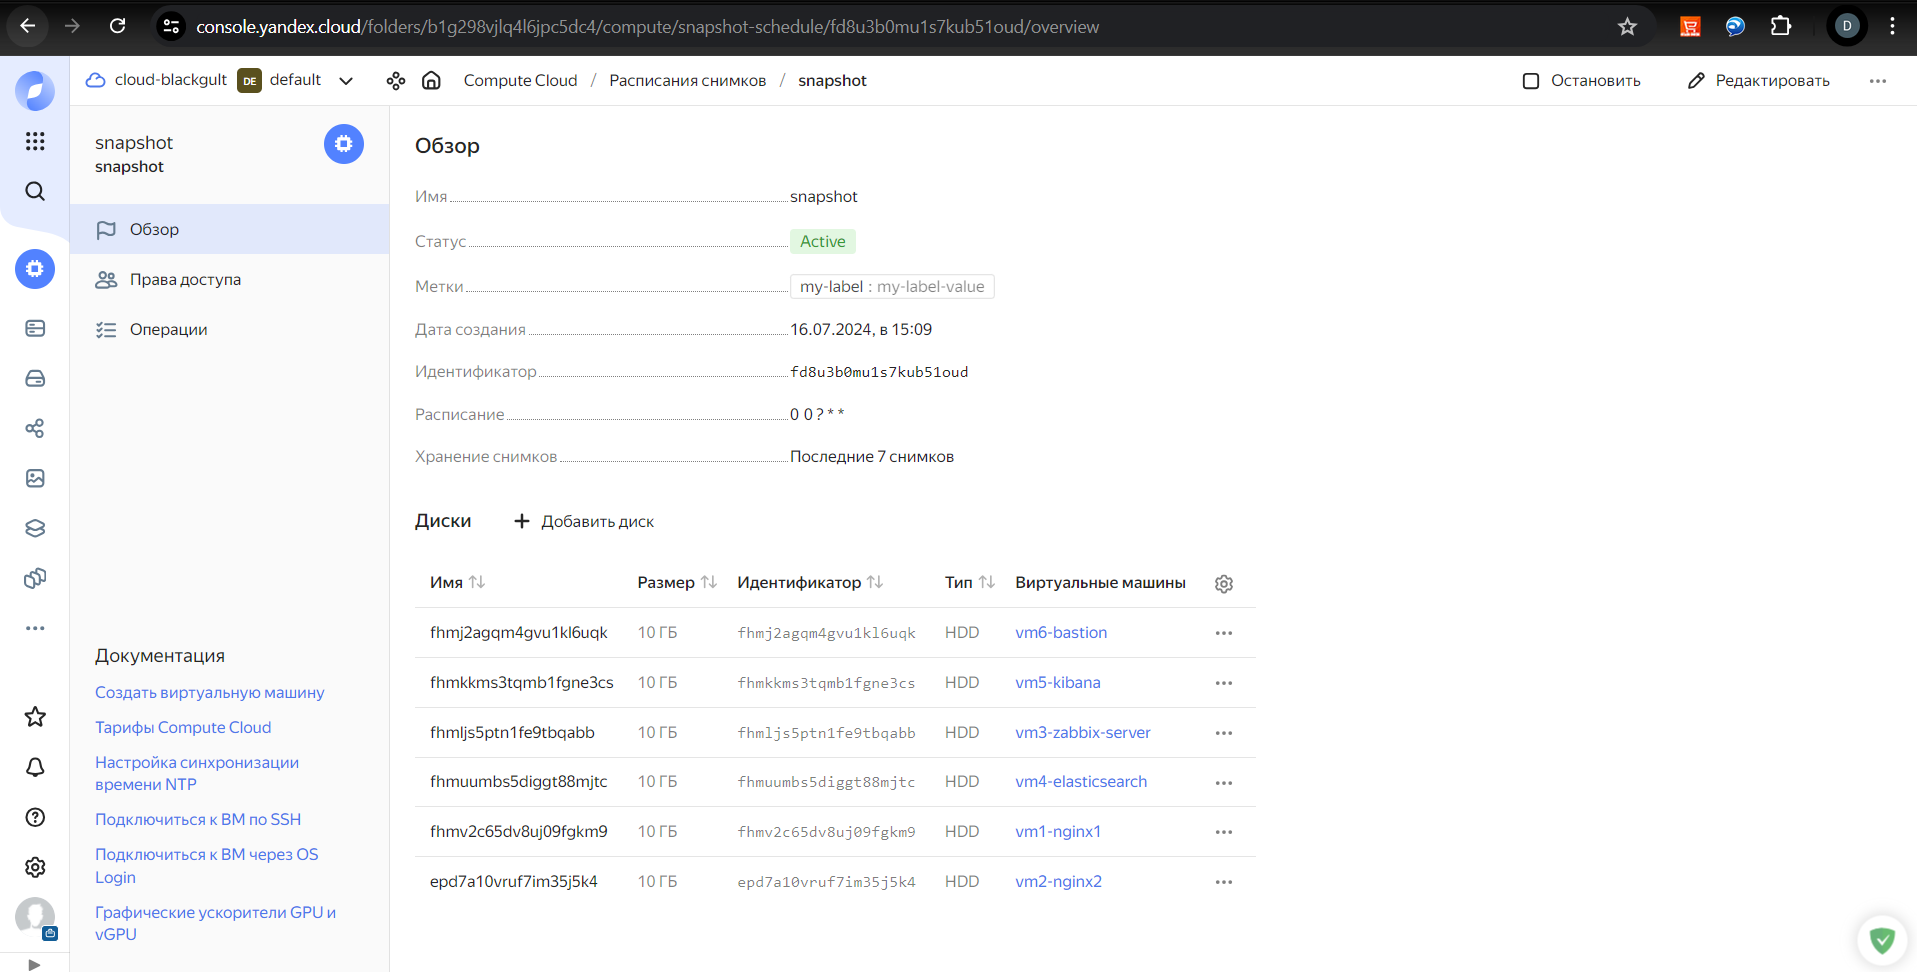 console.yandex.cloud/folders/b1g298vjlq4l6jpc5dc4/compute/snapshot-schedule/fd8u3b0mu1s7kub51oud/overview
D
cloud-blackgult DE default
Compute Cloud / Расписания снимков / snapshot
Остановить
Редактировать
snapshot
snapshot
Обзор
Права доступа
Операции
Документация
Создать виртуальную машину
Тарифы Compute Cloud
Настройка синхронизации
времени NTP
Подключиться к ВМ по SSH
Подключиться к ВМ через OS
Login
Графические ускорители GPU и
vGPU
Обзор
Имя snapshot
Статус Active
Метки my-label : my-label-value
Дата создания 16.07.2024, в 15:09
Идентификатор fd8u3b0mu1s7kub51oud
Расписание 0 0 ? * *
Хранение снимков Последние 7 снимков
Диски
Добавить диск
Имя Размер Идентификатор Тип Виртуальные машины
fhmj2agqm4gvu1kl6uqk 10 ГБ fhmj2agqm4gvu1kl6uqk HDD vm6-bastion
fhmkkms3tqmb1fgne3cs 10 ГБ fhmkkms3tqmb1fgne3cs HDD vm5-kibana
fhmljs5ptn1fe9tbqabb 10 ГБ fhmljs5ptn1fe9tbqabb HDD vm3-zabbix-server
fhmuumbs5diggt88mjtc 10 ГБ fhmuumbs5diggt88mjtc HDD vm4-elasticsearch
fhmv2c65dv8uj09fgkm9 10 ГБ fhmv2c65dv8uj09fgkm9 HDD vm1-nginx1
epd7a10vruf7im35j5k4 10 ГБ epd7a10vruf7im35j5k4 HDD vm2-nginx2